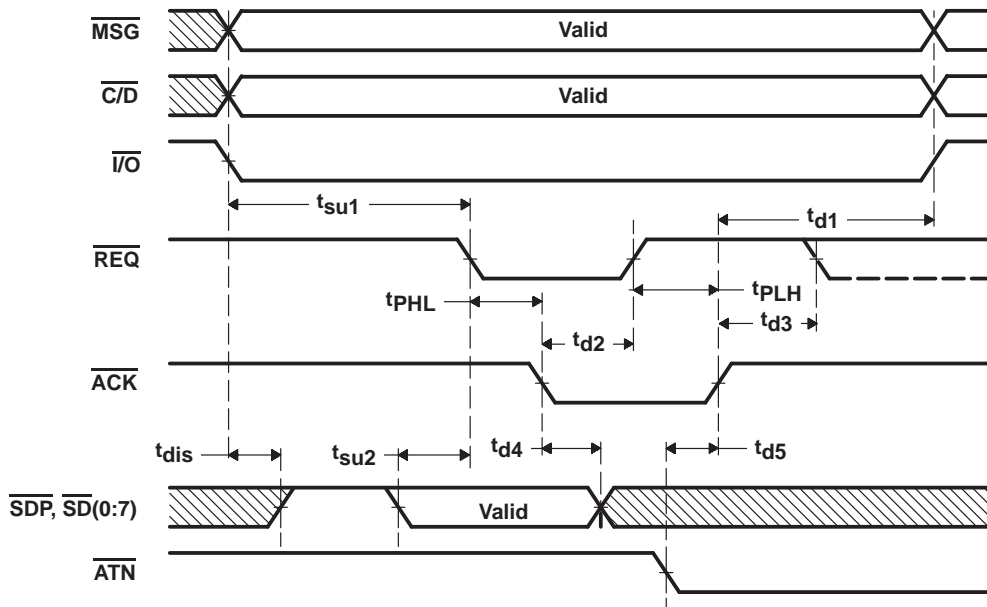 MSG
Valid
C/D
Valid
I/O
tsu1
td1
REQ
tPHL
tPLH
td2
td3
ACK
tdis
tsu2
td4
td5
SDP, SD(0:7)
Valid
ATN